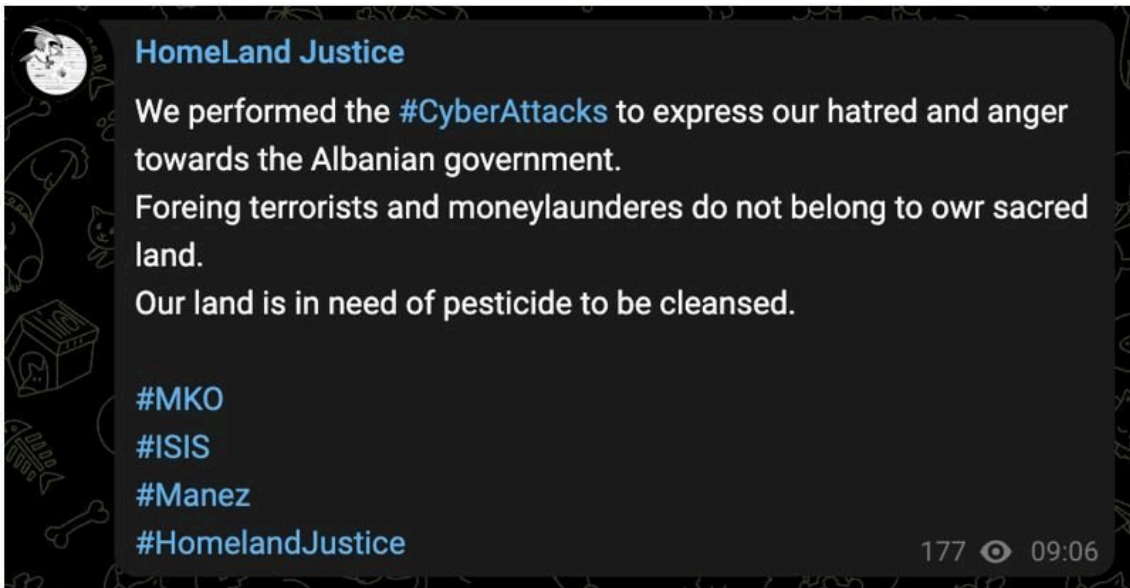 HomeLand Justice
We performed the #CyberAttacks to express our hatred and anger
towards the Albanian government.
Foreing terrorists and moneylaunderes do not belong to owr sacred
land.
Our land is in need of pesticide to be cleansed.
#MKO
#ISIS
#Manez
#HomelandJustice
177 09:06